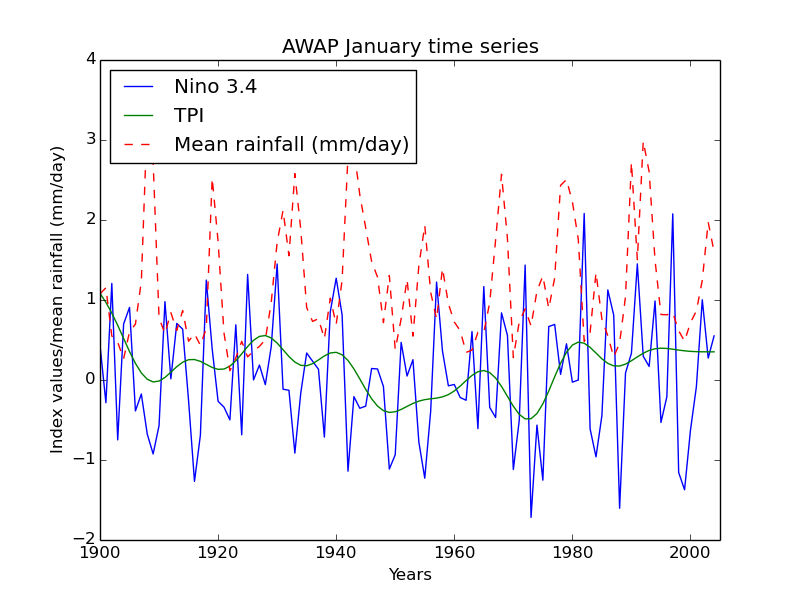 AWAP January time series
Nino 3.4
TPI
Mean rainfall (mm/day)
Index values/mean rainfall (mm/day)
4
3
2
1
0
−1
−2
1900 1920 1940 1960 1980 2000
Years